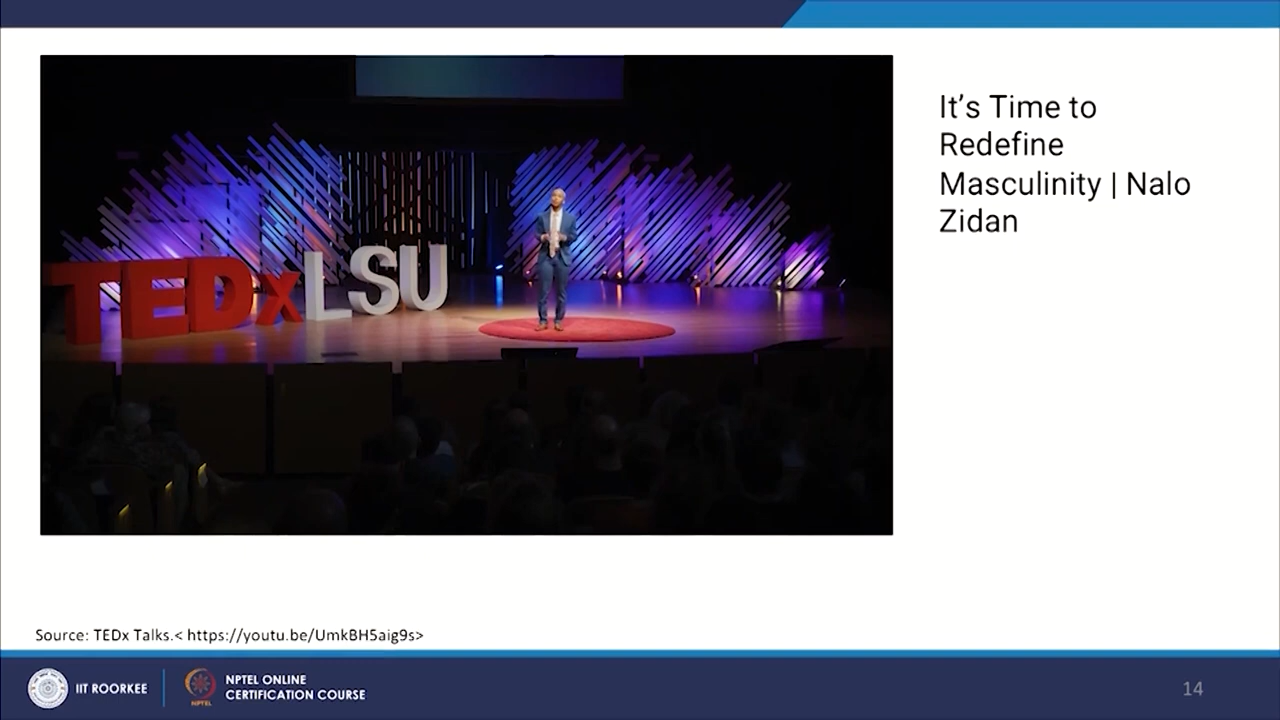 TEDxLSU
It’s Time to
Redefine
Masculinity | Nalo
Zidan
Source: TEDx Talks.< https://youtu.be/UmkBH5aig9s>
IIT ROORKEE
NPTEL
NPTEL ONLINE
CERTIFICATION COURSE
14